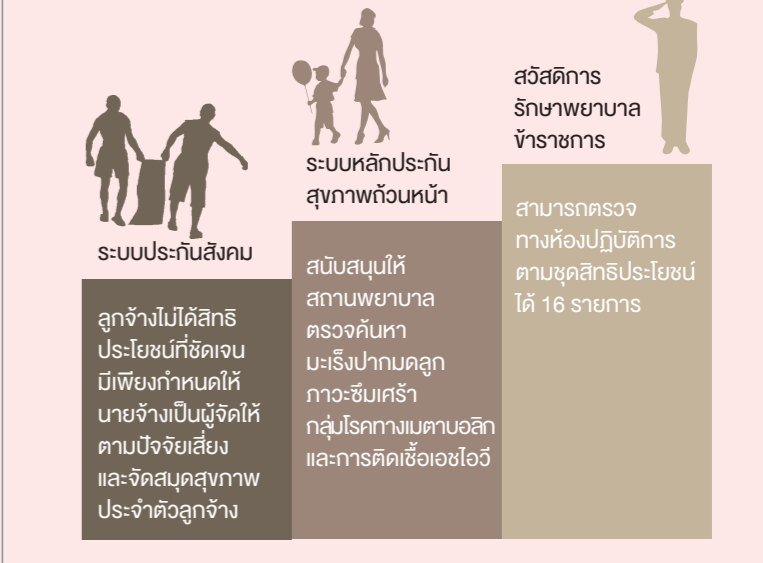 ระบบประกันสังคม
ลูกจ้างไม่ได้สิทธิ
ประโยชน์ที่ชัดเจน
มีเพียงกำหนดให้
นายจ้างเป็นผู้จัดให้
ตามปัจจัยเสี่ยง
และจัดสมุดสุขภาพ
ประจำตัวลูกจ้าง
ระบบหลักประกัน
สุขภาพถ้วนหน้า
สนับสนุนให้
สถานพยาบาล
ตรวจค้นหา
มะเร็งปากมดลูก
ภาวะซึมเศร้า
กลุ่มโรคทางเมตาบอลิก
และการติดเชื้อเอชไอวี
สวัสดิการ
รักษาพยาบาล
ข้าราชการ
สามารถตรวจ
ทางห้องปฏิบัติการ
ตามชุดสิทธิประโยชน์
ได้ 16 รายการ